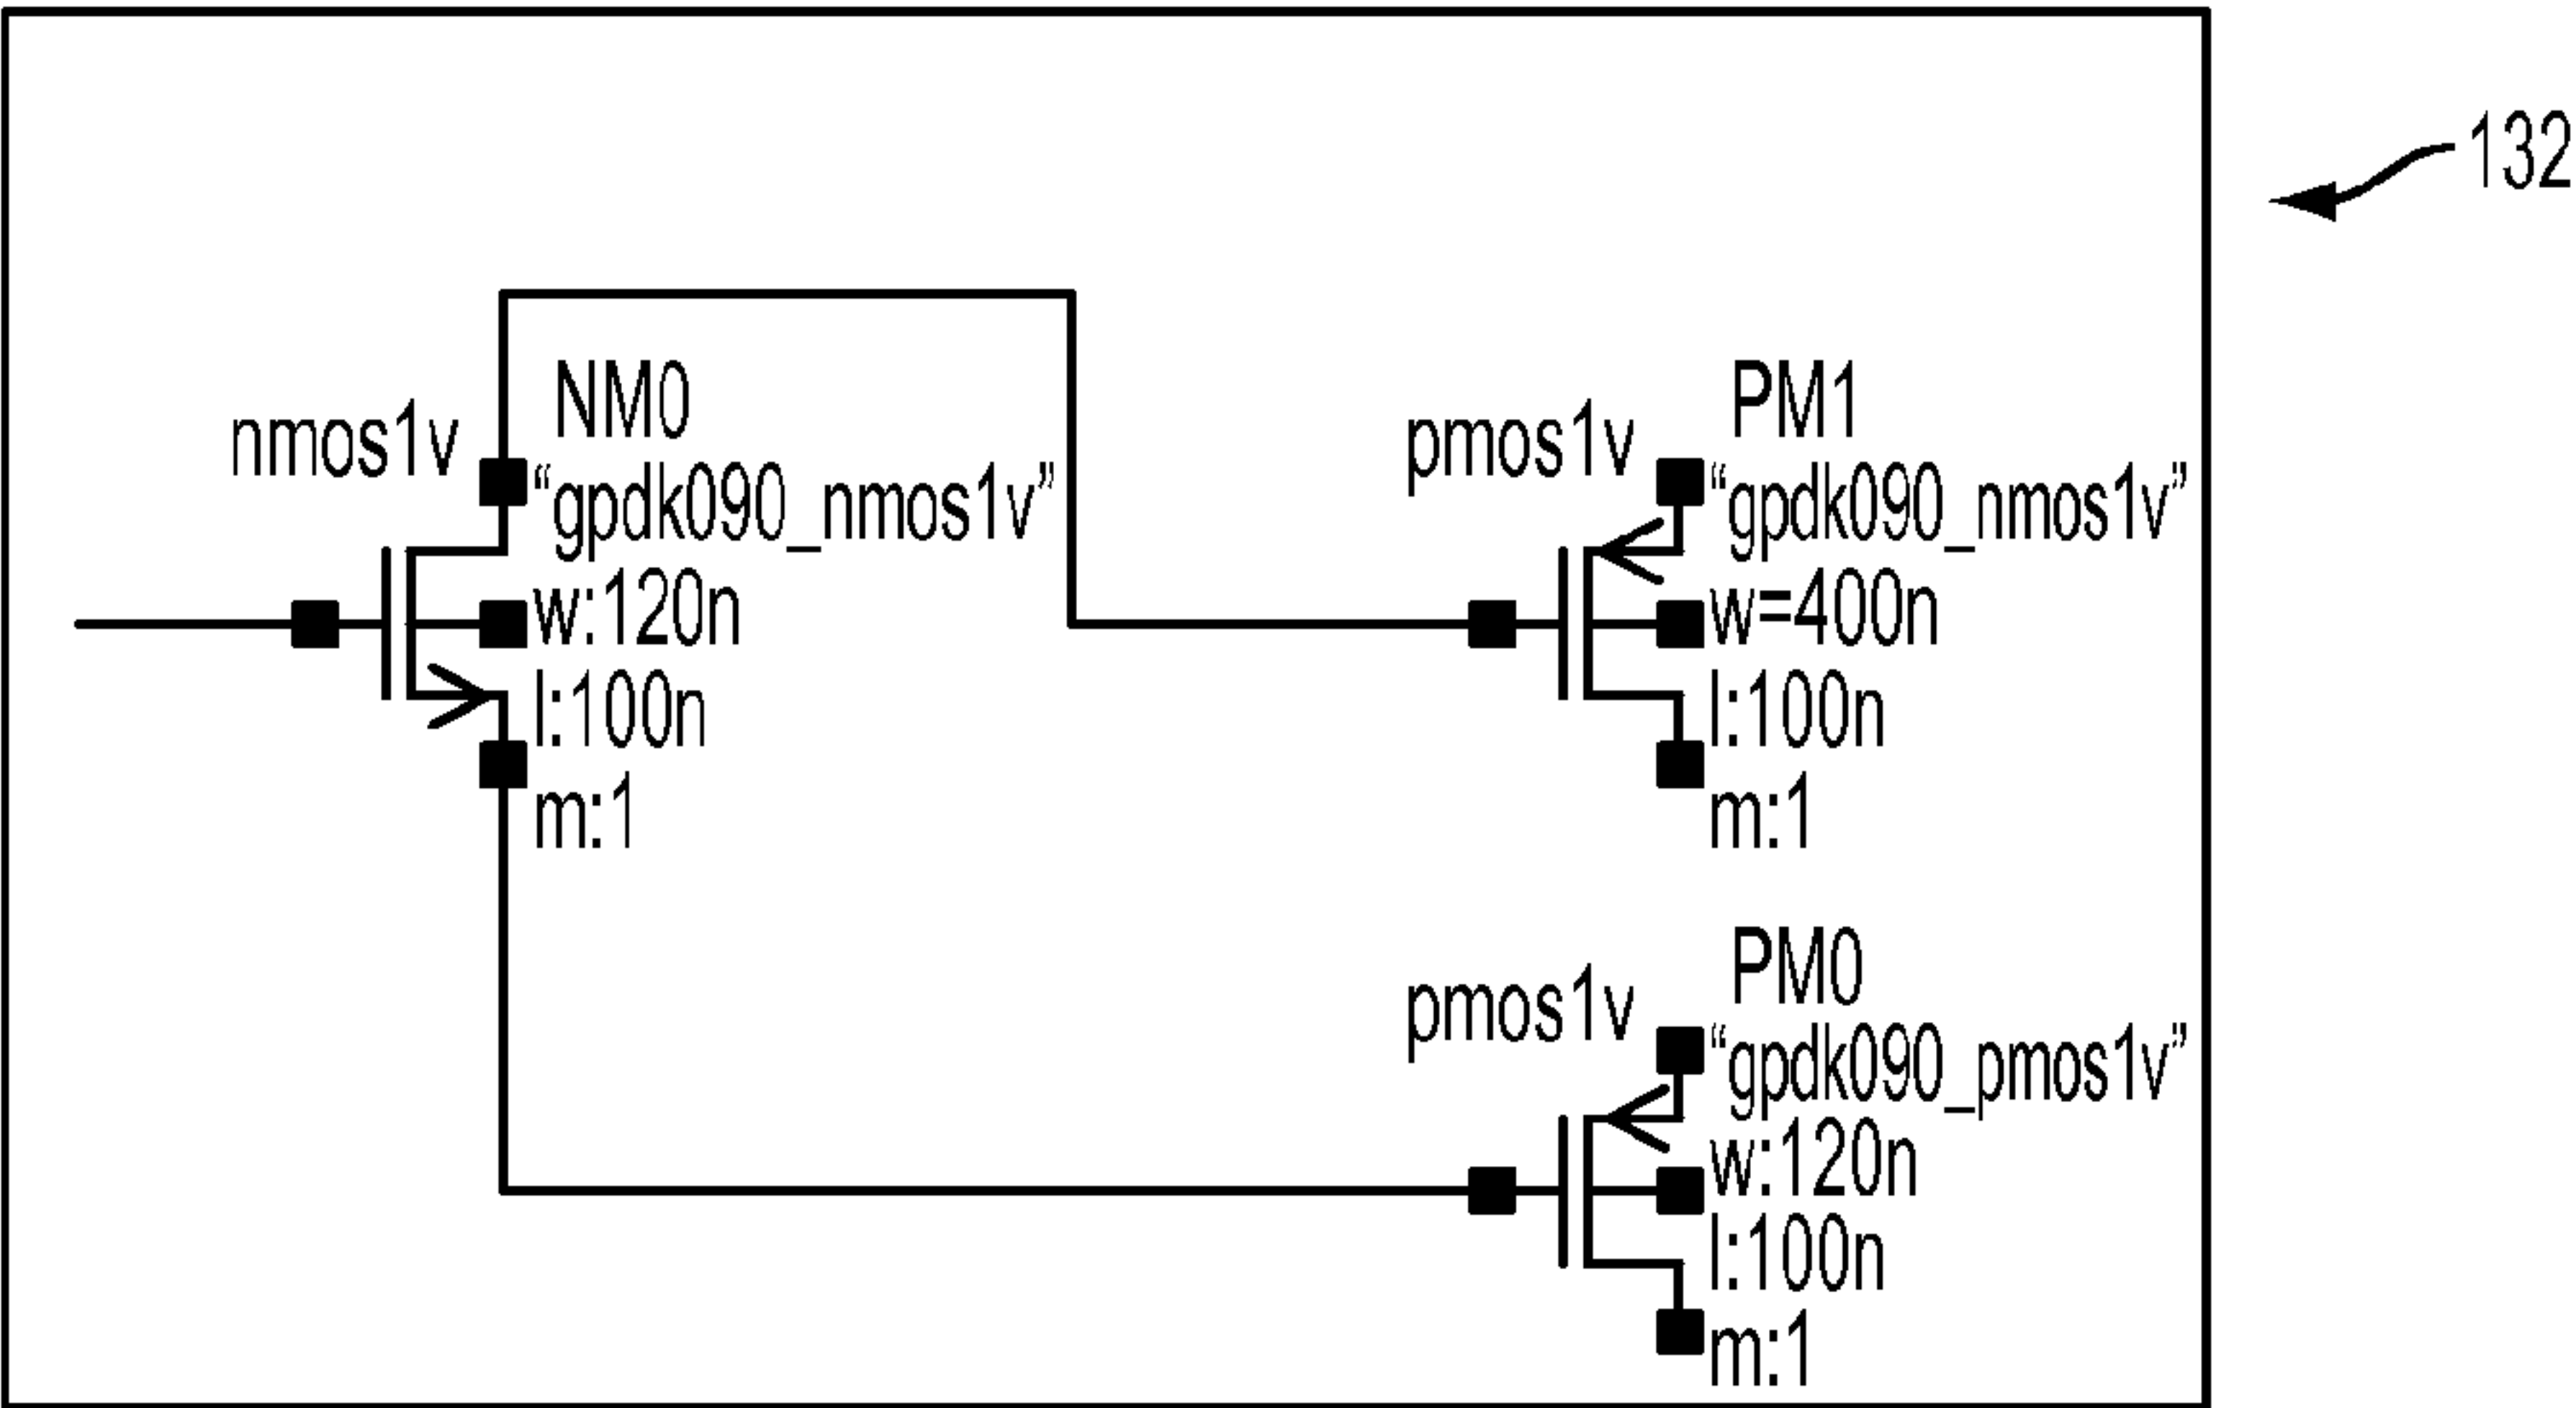 132
nmos1v
NM0
“gpdk090_nmos1v”
w:120n
l:100n
m:1
pmos1v
PM1
“gpdk090_nmos1v”
w=400n
l:100n
m:1
pmos1v
PM0
“gpdk090_pmos1v”
w:120n
l:100n
m:1